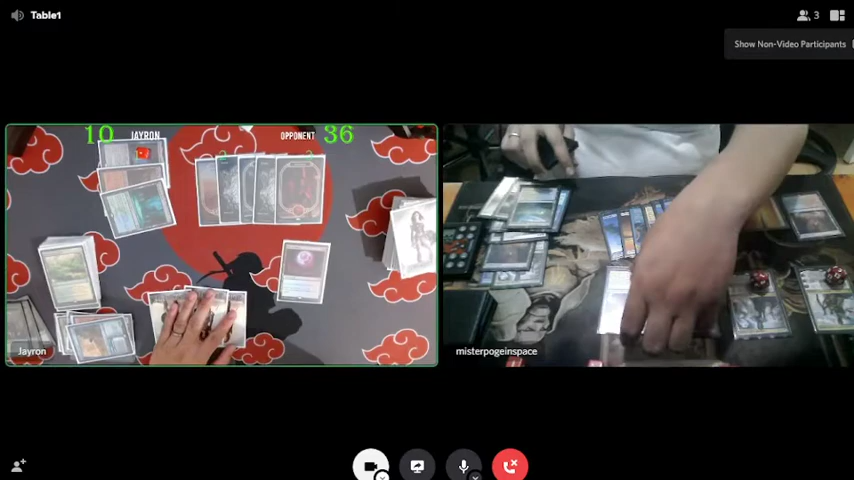 Table1
3
Show Non-Video Participants
10 JAYRON OPPONENT 36
Jayron
misterpogeinspace